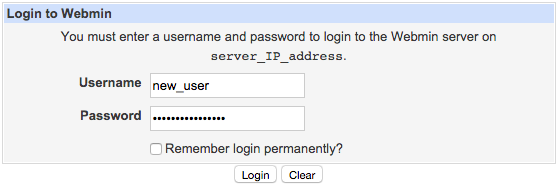 Login to Webmin
You must enter a username and password to login to the Webmin server on
server_IP_address.
Username new_user
Password ••••••••••••••••
Remember login permanently?
Login Clear